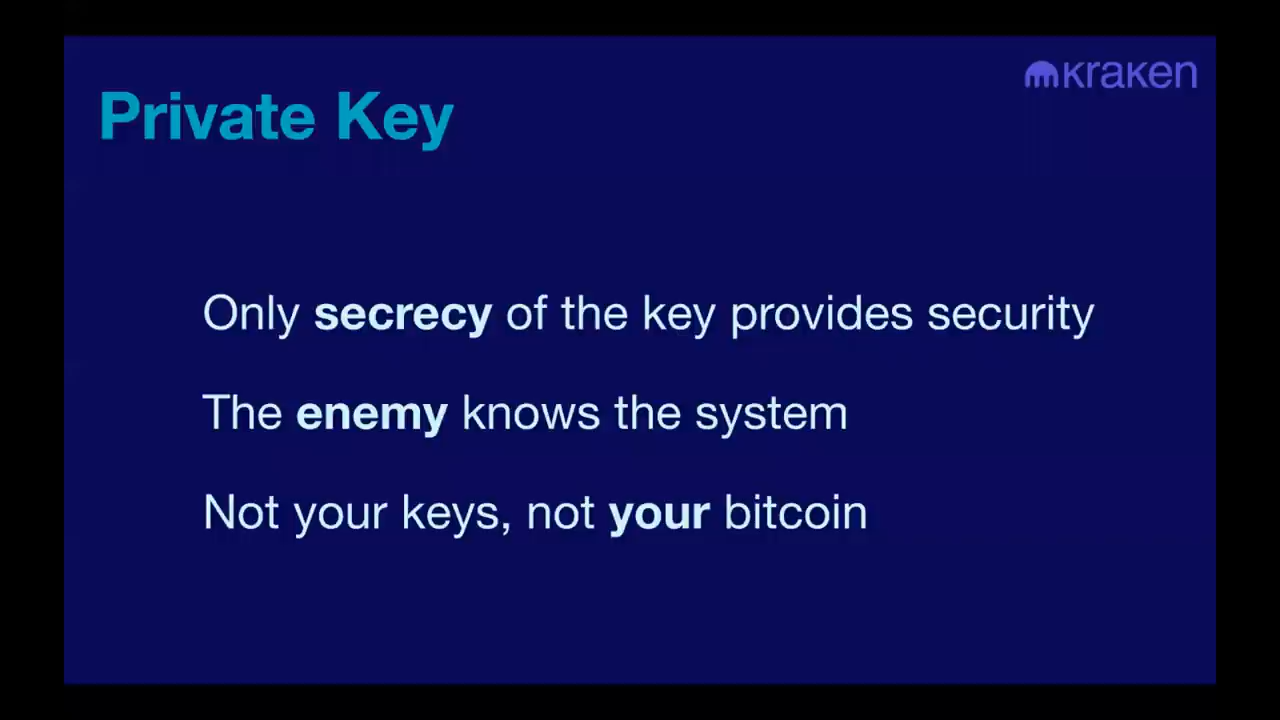 kraken
Private Key
Only secrecy of the key provides security
The enemy knows the system
Not your keys, not your bitcoin